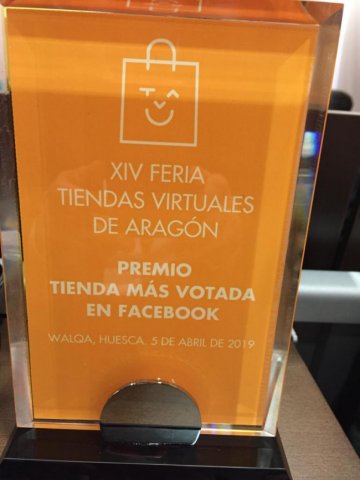 TVA
XIV FERIA
TIENDAS VIRTUALES
DE ARAGÓN
PREMIO
TIENDA MÁS VOTADA
EN FACEBOOK
WALQA, HUESCA. 5 DE ABRIL DE 2019